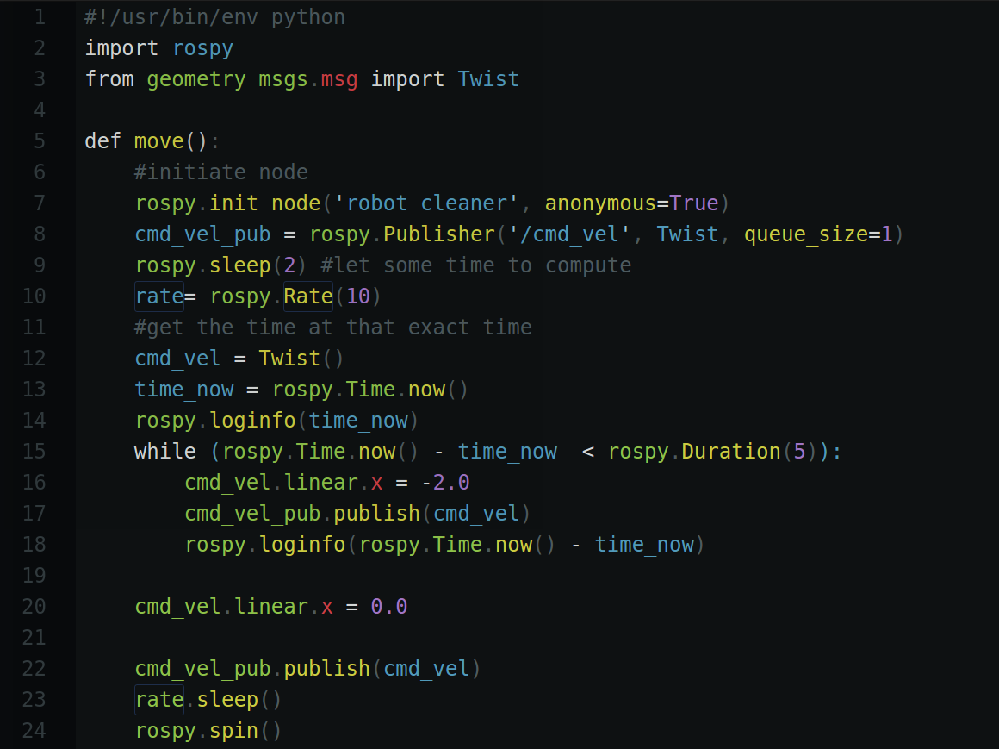 1 #!/usr/bin/env python
2 import rospy
3 from geometry_msgs.msg import Twist
4
5 def move():
6     #initiate node
7     rospy.init_node('robot_cleaner', anonymous=True)
8     cmd_vel_pub = rospy.Publisher('/cmd_vel', Twist, queue_size=1)
9     rospy.sleep(2) #let some time to compute
10     rate= rospy.Rate(10)
11     #get the time at that exact time
12     cmd_vel = Twist()
13     time_now = rospy.Time.now()
14     rospy.loginfo(time_now)
15     while (rospy.Time.now() - time_now  < rospy.Duration(5)):
16         cmd_vel.linear.x = -2.0
17         cmd_vel_pub.publish(cmd_vel)
18         rospy.loginfo(rospy.Time.now() - time_now)
19
20     cmd_vel.linear.x = 0.0
21
22     cmd_vel_pub.publish(cmd_vel)
23     rate.sleep()
24     rospy.spin()